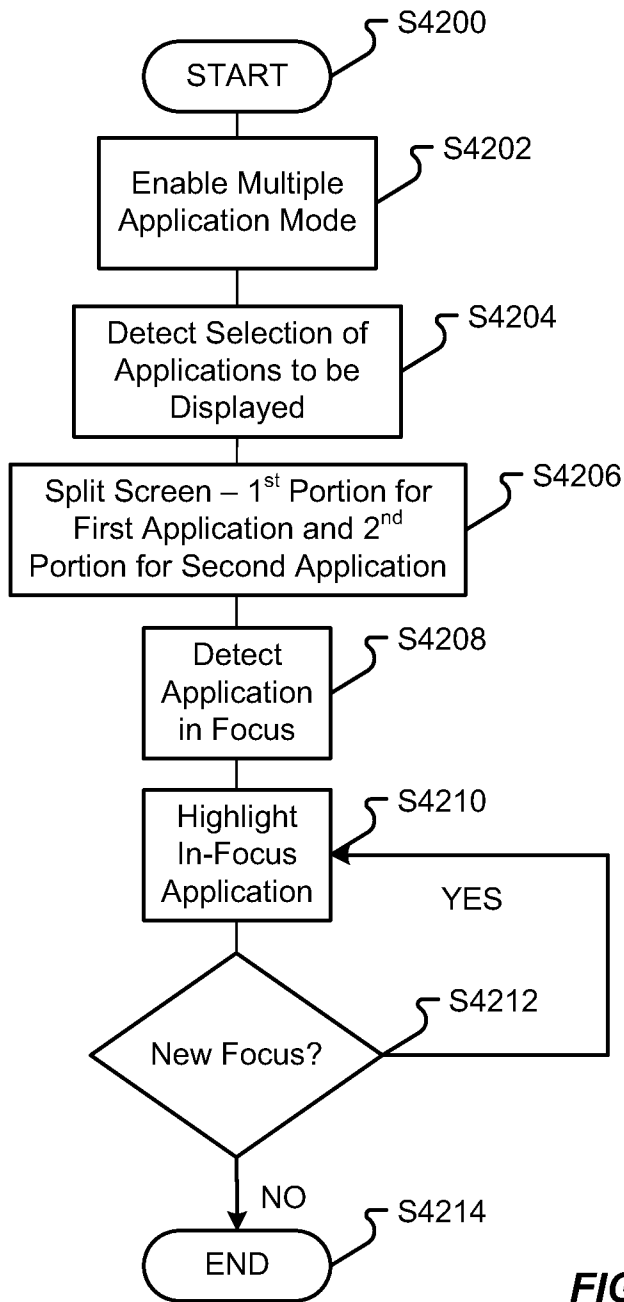 S4200
START
S4202
Enable Multiple
Application Mode
S4204
Detect Selection of
Applications to be
Displayed
S4206
Split Screen – 1st Portion for
First Application and 2nd
Portion for Second Application
S4208
Detect
Application
in Focus
S4210
Highlight
In-Focus
Application
YES
S4212
New Focus?
NO
S4214
END
FIG